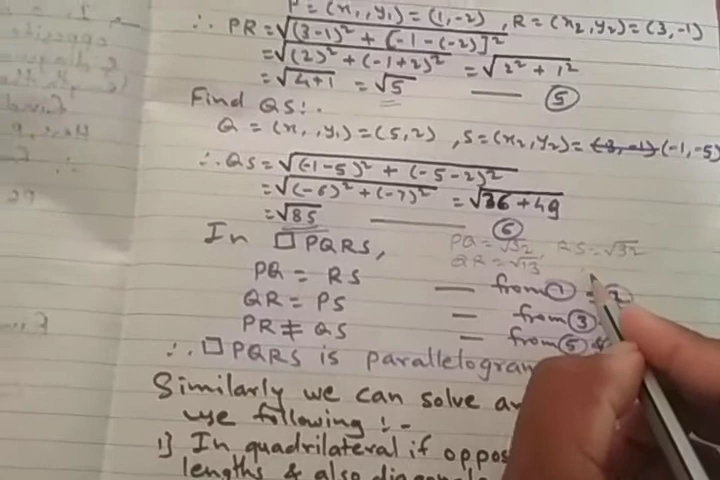 P = (x₁, y₁) = (1, -2) , R = (x₂, y₂) = (3, -1)
∴ PR = √(3-1)² + [-1-(-2)]²
= √(2)² + (-1+2)² = √2² + 1²
= √4+1 = √5 —— ⑤
Find QS:.
Q = (x₁, y₁) = (5, 2) , S = (x₂, y₂) = (3, -1) (-1, -5)
∴ QS = √(-1-5)² + (-5-2)²
= √(-6)² + (-7)² = √36 + 49
= √85 —— ⑥
In □ PQRS,
PQ = √32, RS = √32
QR = √13,
PQ = RS — from ① = ②
QR = PS — from ③
PR ≠ QS — from ⑤ &
∴ □ PQRS is parallelogram
Similarly we can solve
use following :-
1) In quadrilateral if
lengths & also